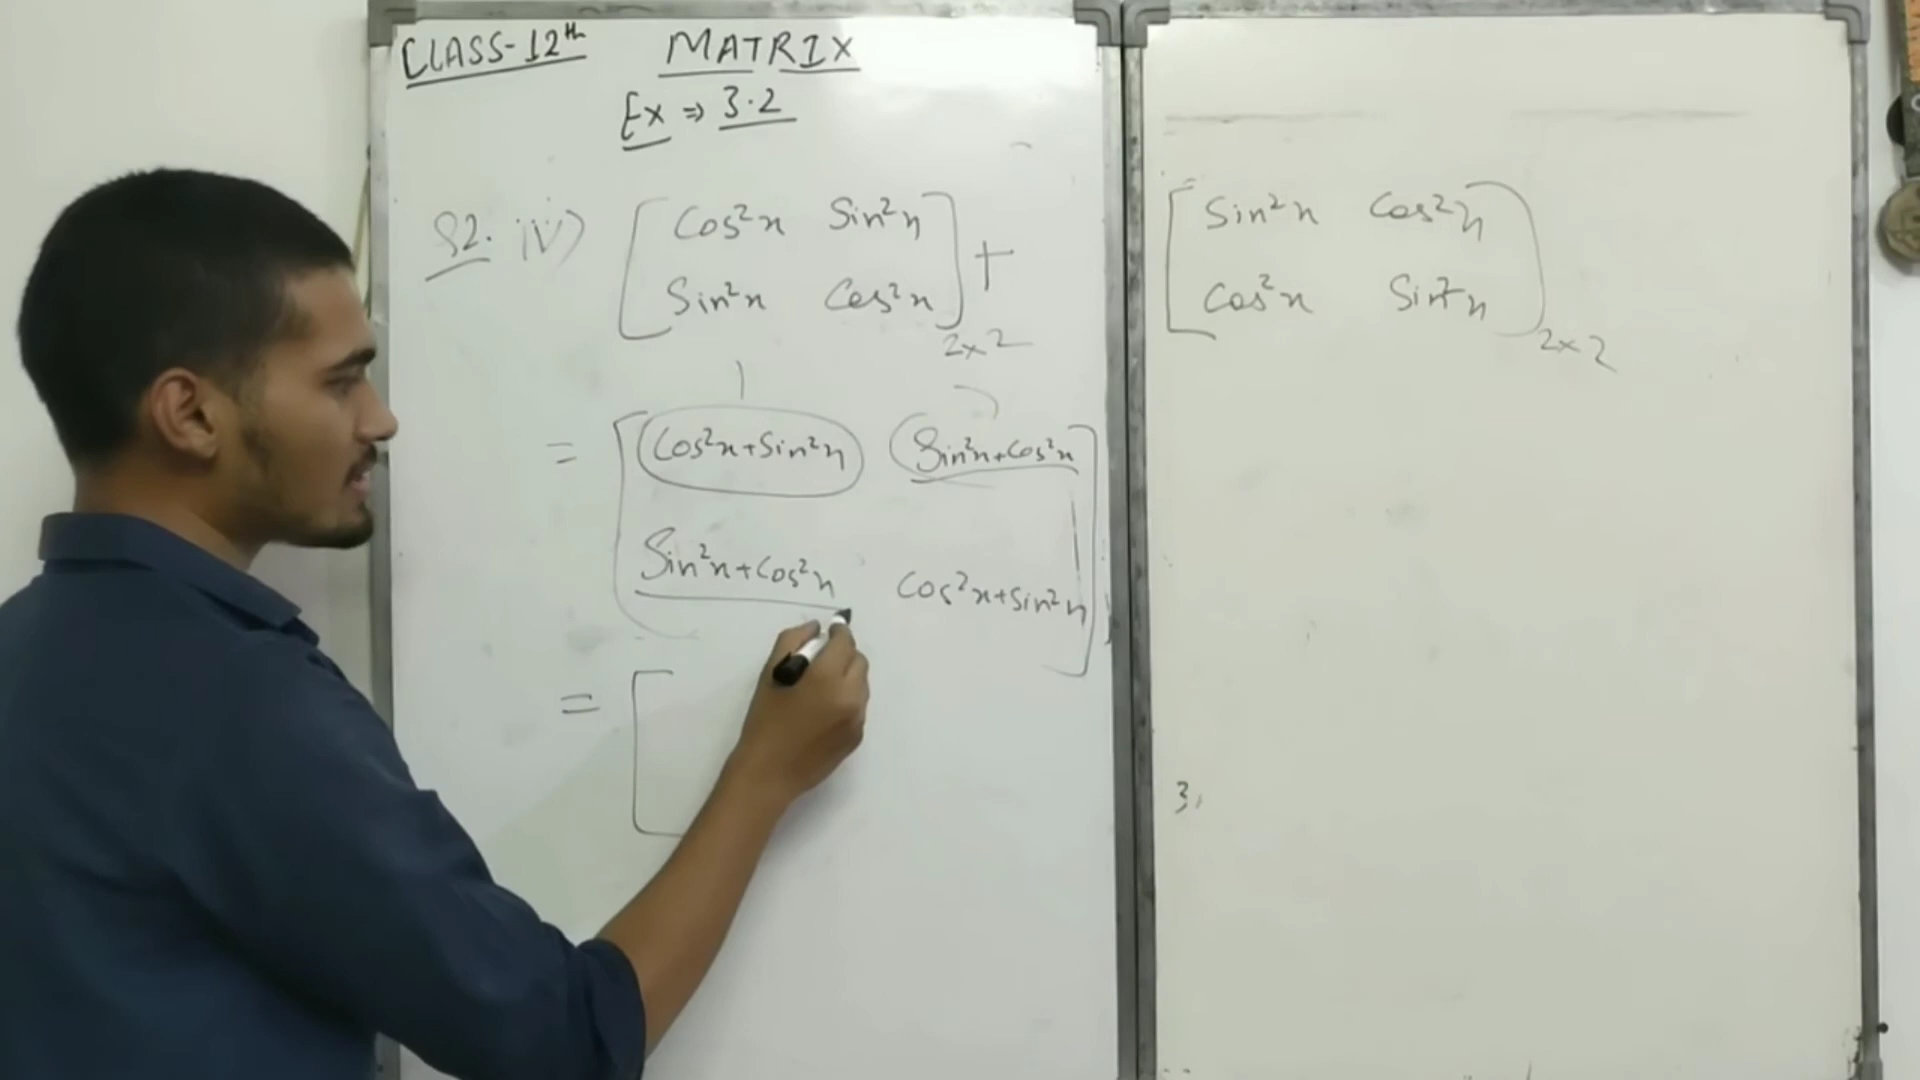 CLASS-12th MATRIX
Ex ⇒ 3.2
Q2. iv) [Cos²x Sin²x] + [Sin²x Cos²x]
[Sin²x Cos²x]2×2 [Cos²x Sin²x]2×2
= [Cos²x+Sin²x Sin²x+Cos²x]
[Sin²x+Cos²x Cos²x+Sin²x]
= [
3,